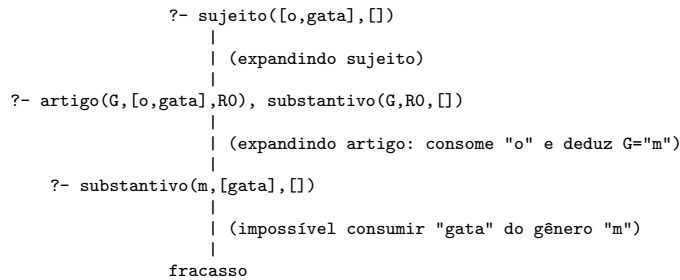 ?- sujeito([o,gata],[])
|
| (expandindo sujeito)
|
?- artigo(G,[o,gata],R0), substantivo(G,R0,[])
|
| (expandindo artigo: consome "o" e deduz G="m")
|
?- substantivo(m,[gata],[])
|
| (impossível consumir "gata" do gênero "m")
|
fracasso